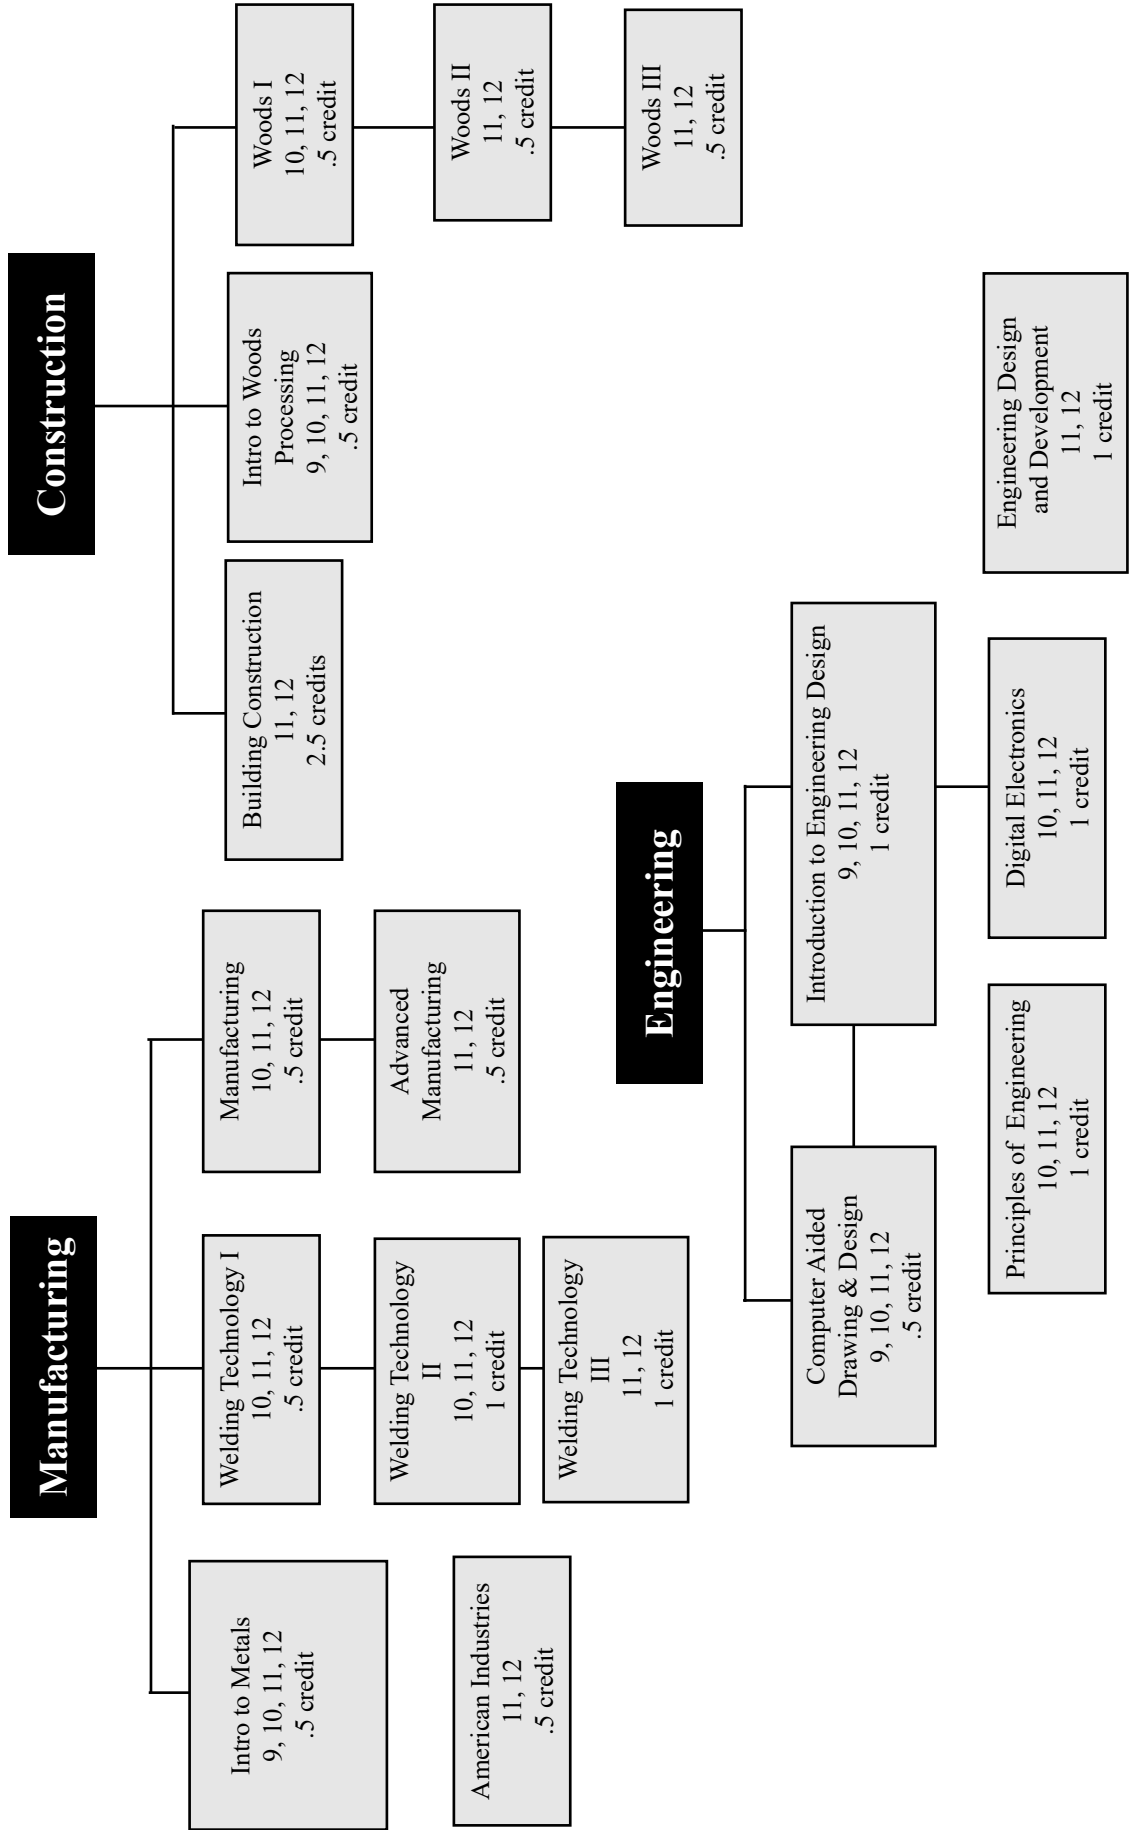 Manufacturing
Intro to Metals
9, 10, 11, 12
.5 credit
American Industries
11, 12
.5 credit
Welding Technology I
10, 11, 12
.5 credit
Welding Technology
II
10, 11, 12
1 credit
Welding Technology
III
11, 12
1 credit
Manufacturing
10, 11, 12
.5 credit
Advanced
Manufacturing
11, 12
.5 credit
Construction
Building Construction
11, 12
2.5 credits
Intro to Woods
Processing
9, 10, 11, 12
.5 credit
Woods I
10, 11, 12
.5 credit
Woods II
11, 12
.5 credit
Woods III
11, 12
.5 credit
Engineering
Computer Aided
Drawing & Design
9, 10, 11, 12
.5 credit
Introduction to Engineering Design
9, 10, 11, 12
1 credit
Principles of Engineering
10, 11, 12
1 credit
Digital Electronics
10, 11, 12
1 credit
Engineering Design
and Development
11, 12
1 credit